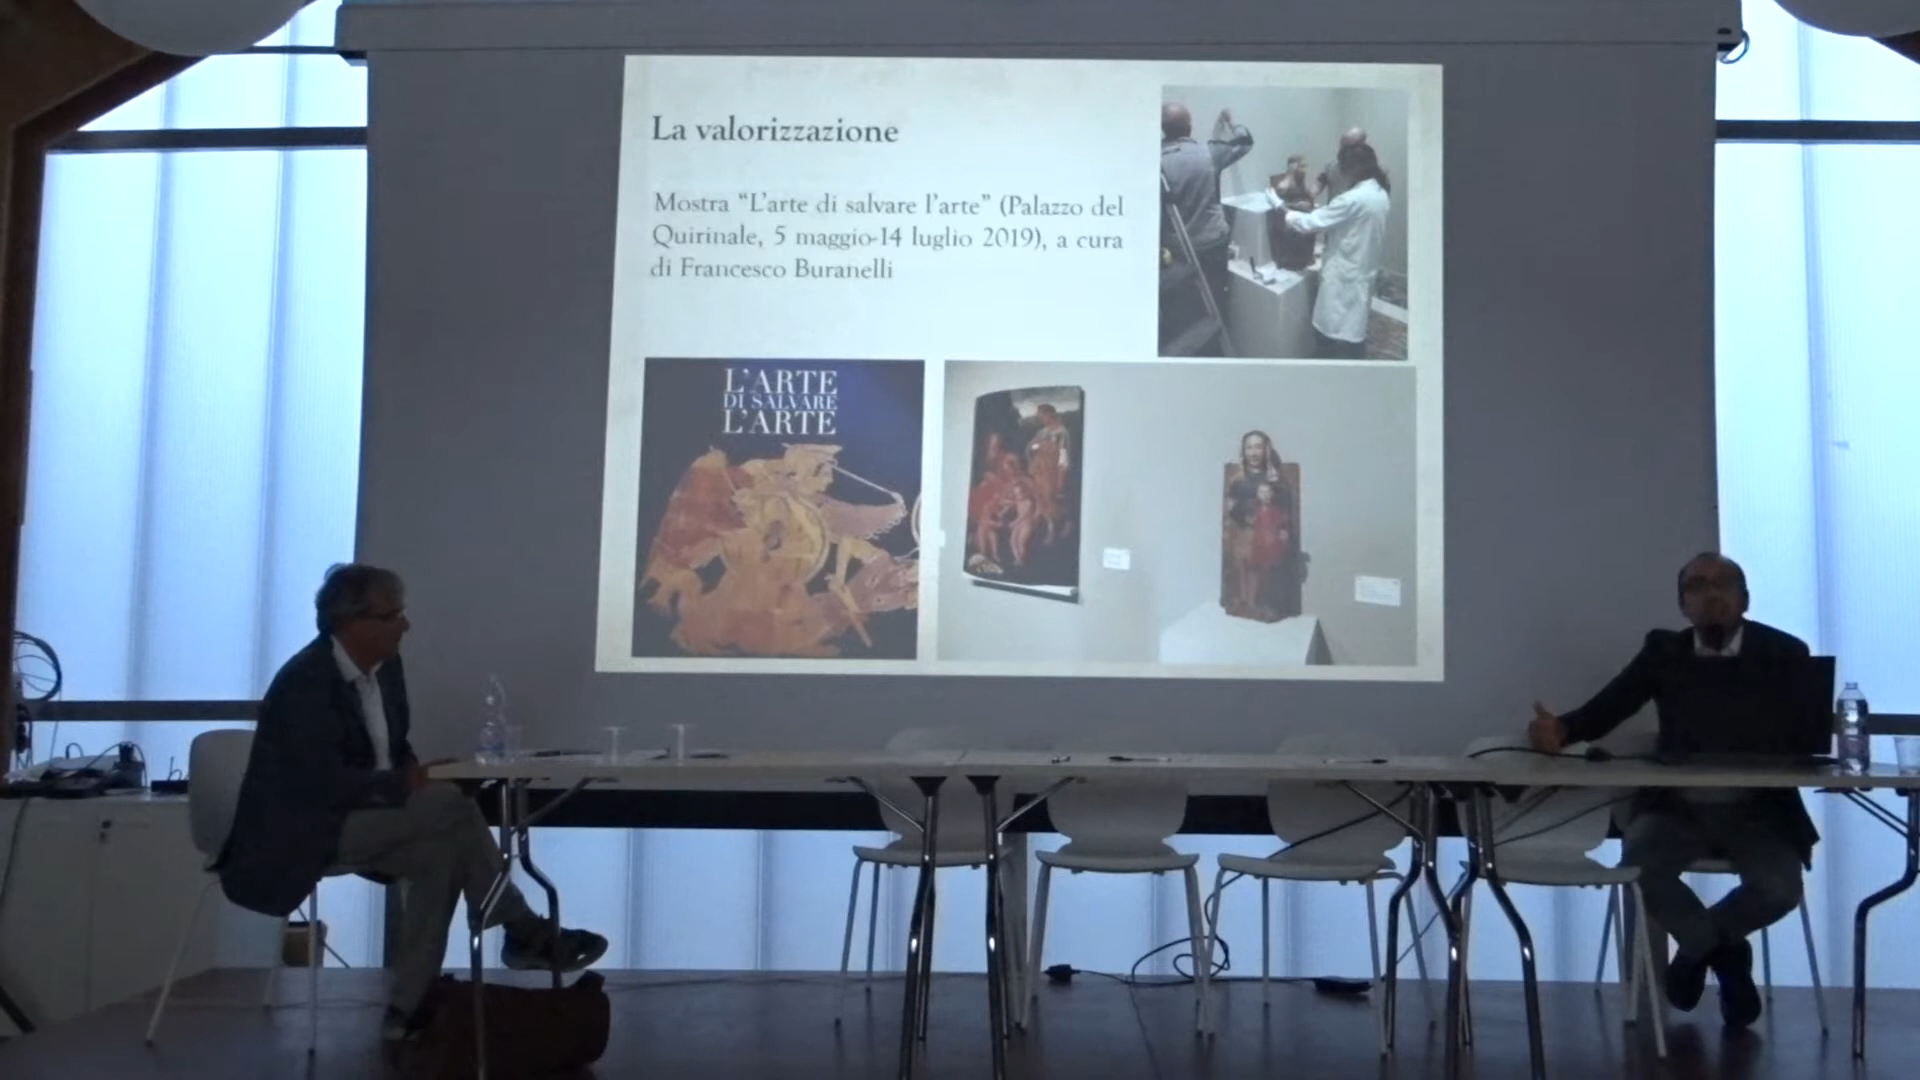 La valorizzazione
Mostra “L’arte di salvare l’arte” (Palazzo del
Quirinale, 5 maggio-14 luglio 2019), a cura
di Francesco Buranelli
L’ARTE
DI SALVARE
L’ARTE